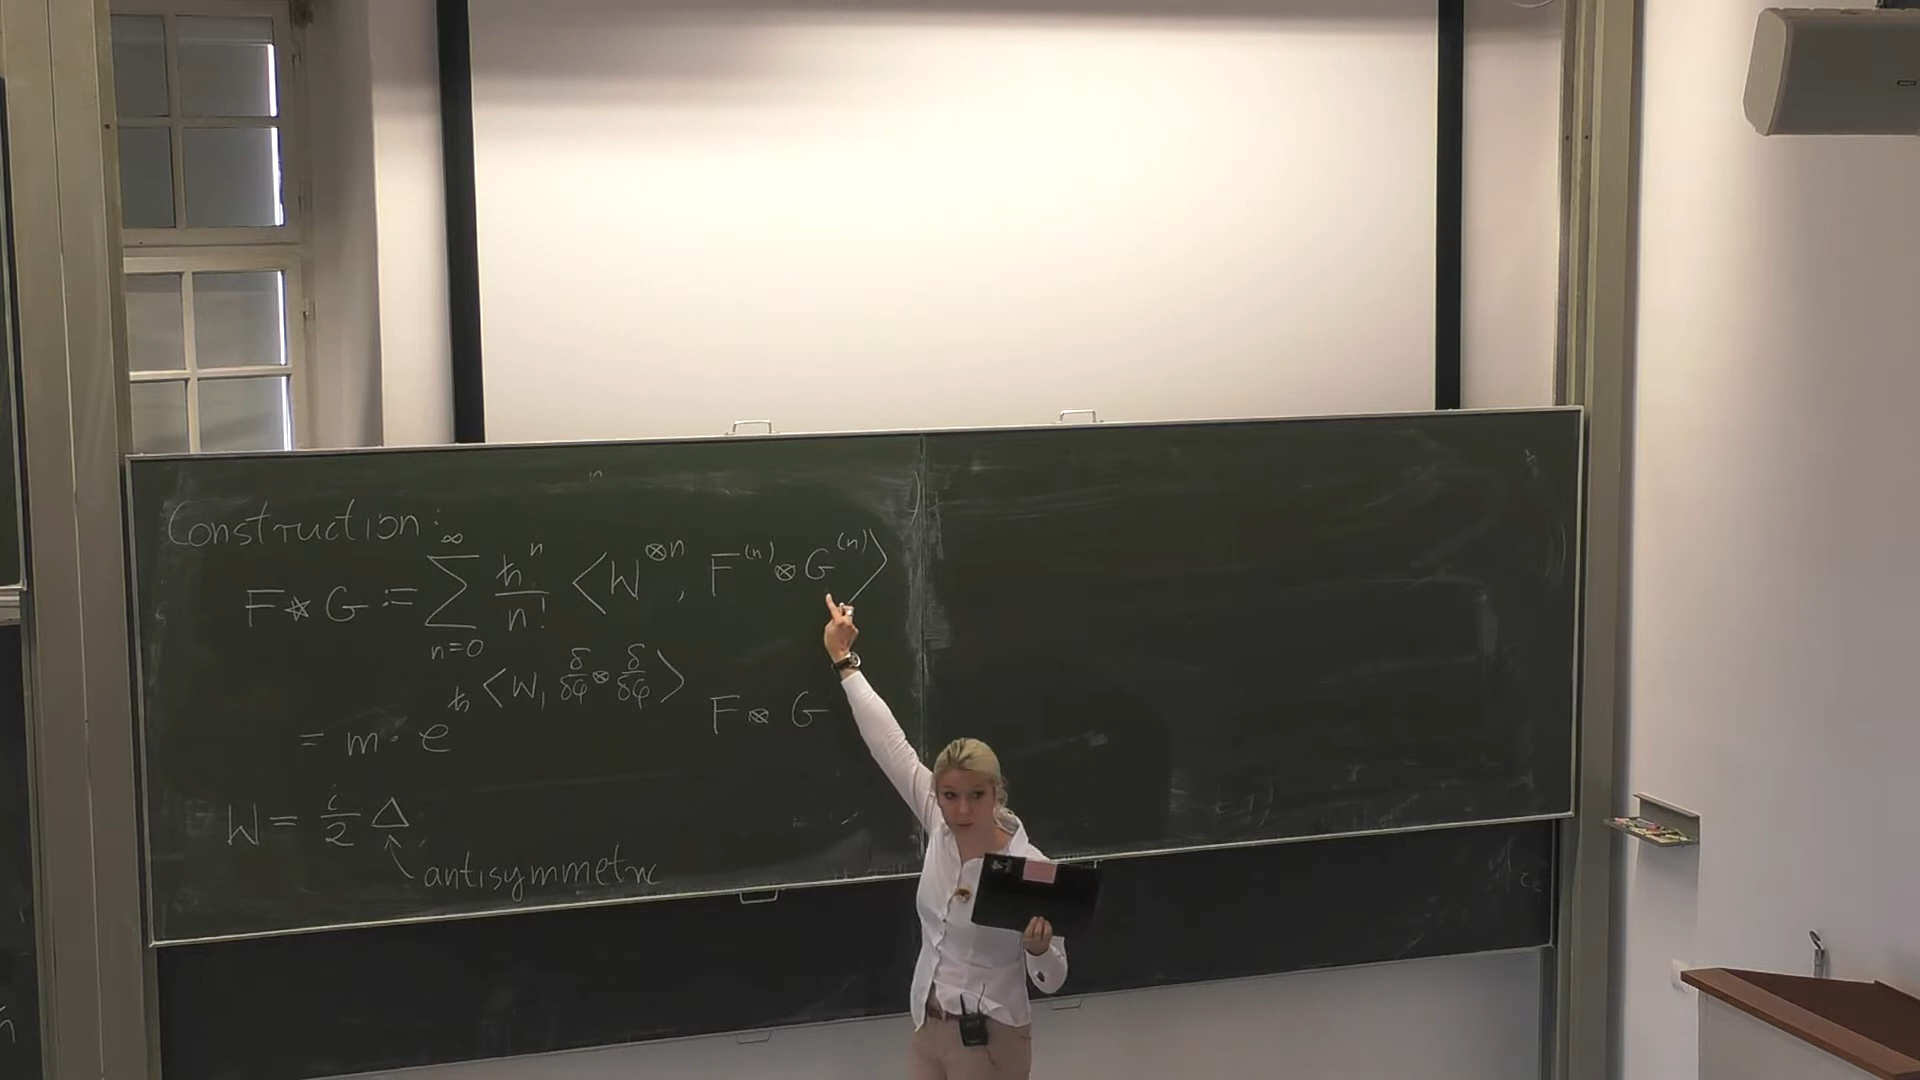 Construction:
F ⋆ G := ∑_{n=0}^{∞} ħ^n/n! ⟨W^{⊗n}, F^{(n)} ⊗ G^{(n)}⟩
= m · e^{ħ⟨W, δ/δφ ⊗ δ/δφ⟩} F ⊗ G
W = i/2 Δ
antisymmetric